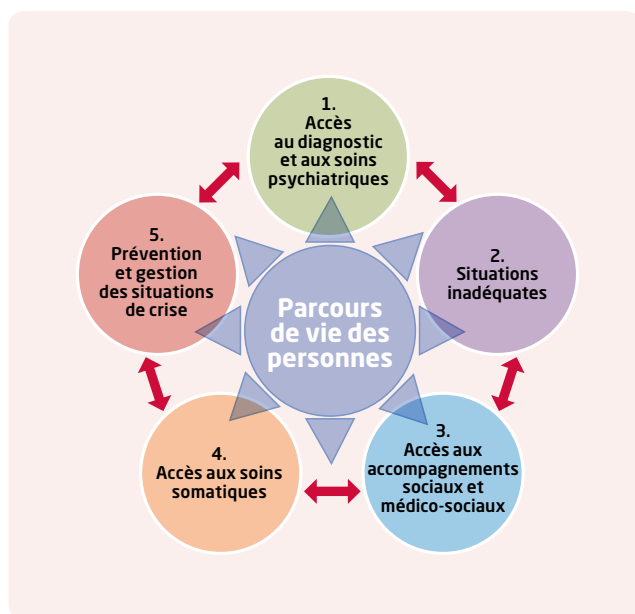 1.
Accès
au diagnostic
et aux soins
psychiatriques
5.
Prévention
et gestion
des situations
de crise
2.
Situations
inadéquates
Parcours
de vie des
personnes
4.
Accès aux soins
somatiques
3.
Accès aux
accompagnements
sociaux et
médico-sociaux